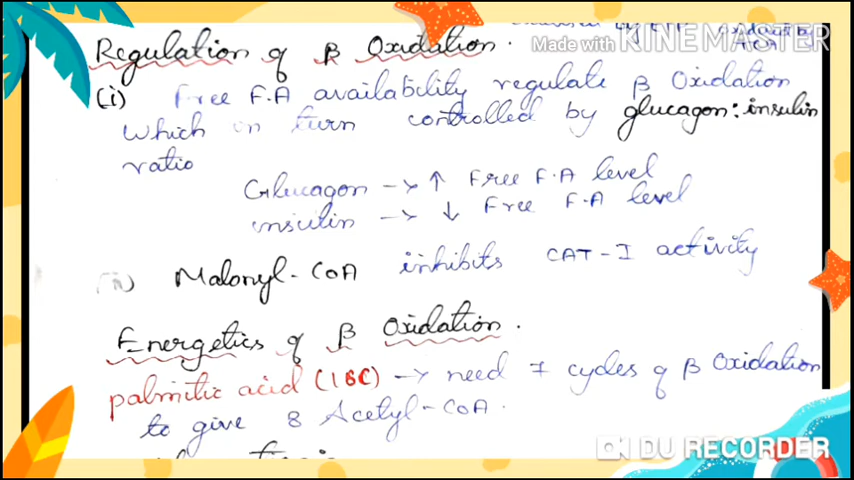 oxidised by
Made with KINEMASTER
Regulation of β Oxidation.
(i) Free F.A availability regulate β Oxidation
which in turn controlled by glucagon: insulin
ratio
Glucagon → ↑ Free F.A level
insulin → ↓ Free F.A level
(ii) Malonyl-CoA inhibits CAT-I activity
Energetics of β Oxidation.
palmitic acid (16C) → need 7 cycles of β Oxidation
to give 8 Acetyl-CoA.
DU RECORDER